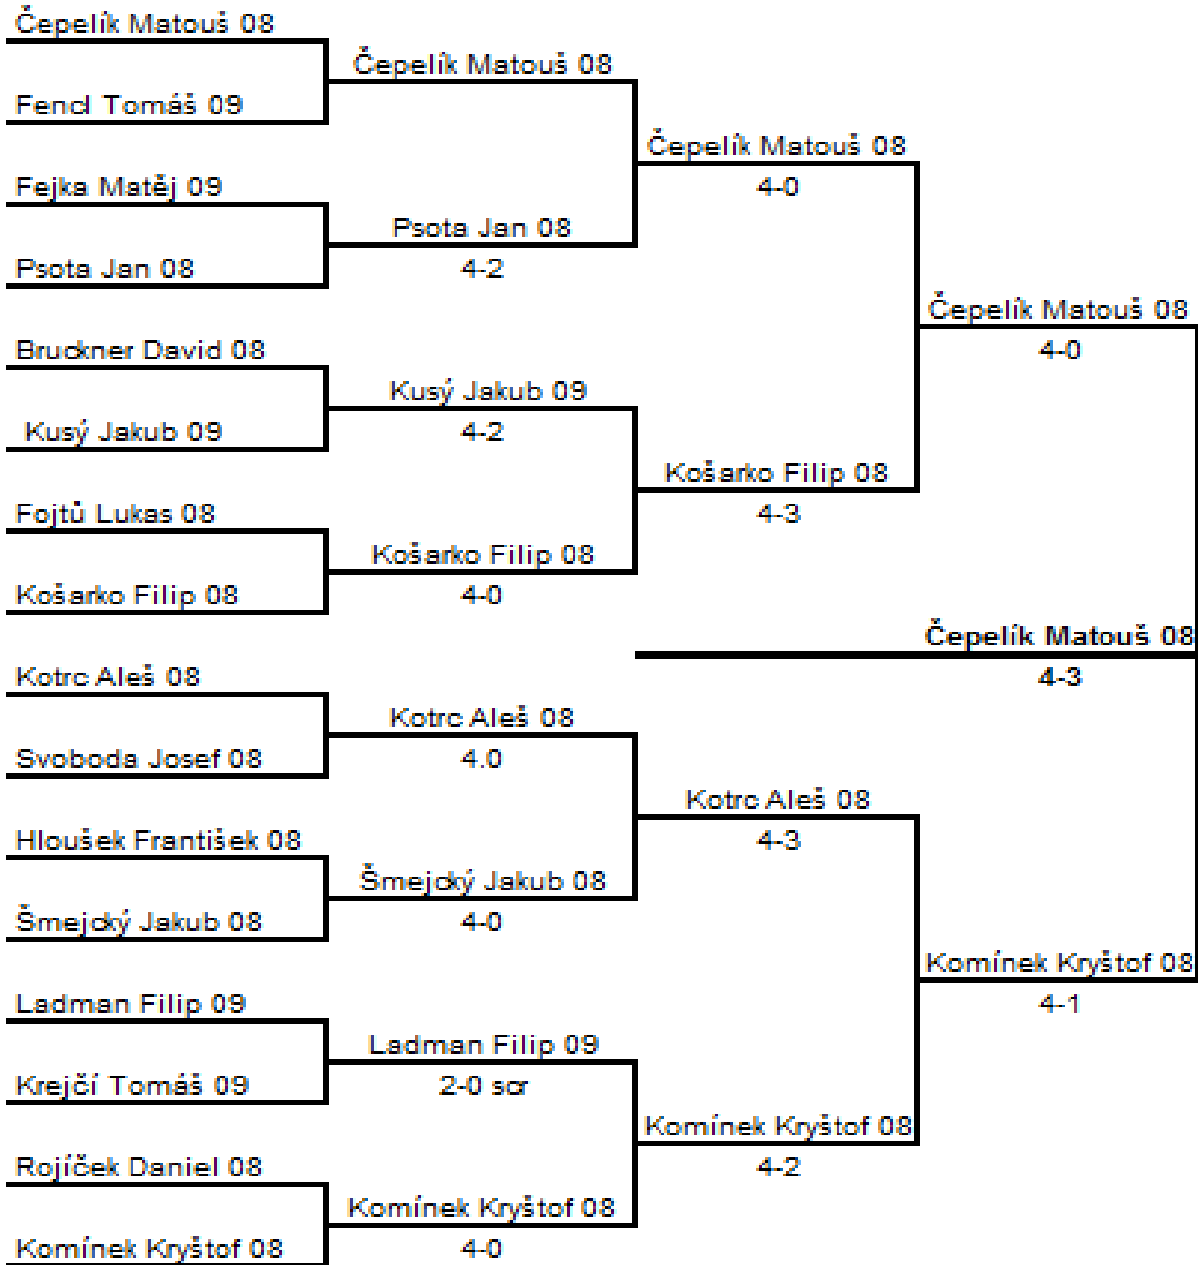 Čepelík Matouš 08
Čepelík Matouš 08
Fencl Tomáš 09
Čepelík Matouš 08
4-0
Fejka Matěj 09
Psota Jan 08
4-2
Psota Jan 08
Čepelík Matouš 08
4-0
Bruckner David 08
Kusý Jakub 09
4-2
Kusý Jakub 09
Košarko Filip 08
4-3
Fojtů Lukas 08
Košarko Filip 08
4-0
Košarko Filip 08
Čepelík Matouš 08
4-3
Kotrc Aleš 08
Kotrc Aleš 08
4.0
Svoboda Josef 08
Kotrc Aleš 08
4-3
Hloušek František 08
Šmejcký Jakub 08
4-0
Šmejcký Jakub 08
Komínek Kryštof 08
4-1
Ladman Filip 09
Ladman Filip 09
2-0 scr
Krejčí Tomáš 09
Komínek Kryštof 08
4-2
Rojíček Daniel 08
Komínek Kryštof 08
4-0
Komínek Kryštof 08